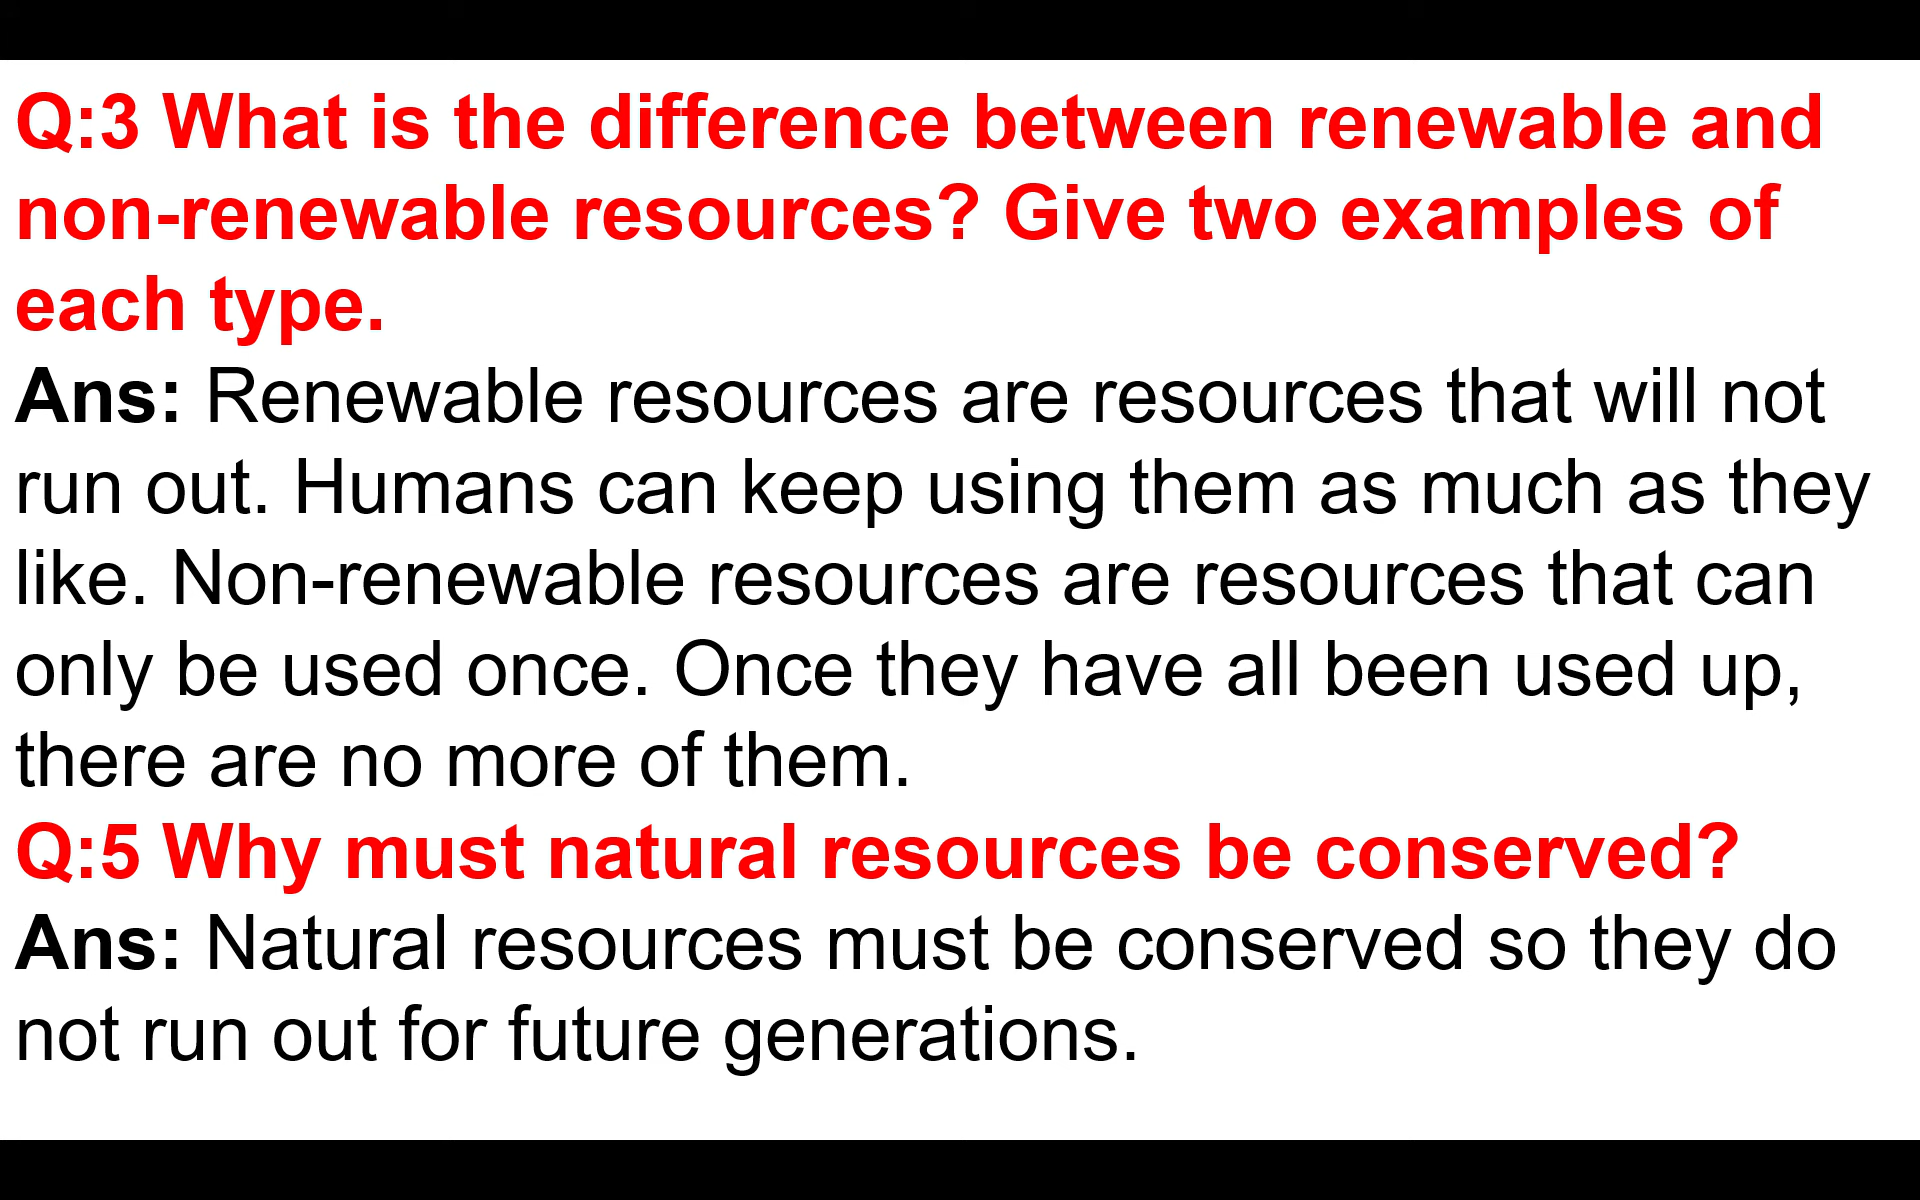 Q:3 What is the difference between renewable and
non-renewable resources? Give two examples of
each type.
Ans: Renewable resources are resources that will not
run out. Humans can keep using them as much as they
like. Non-renewable resources are resources that can
only be used once. Once they have all been used up,
there are no more of them.
Q:5 Why must natural resources be conserved?
Ans: Natural resources must be conserved so they do
not run out for future generations.